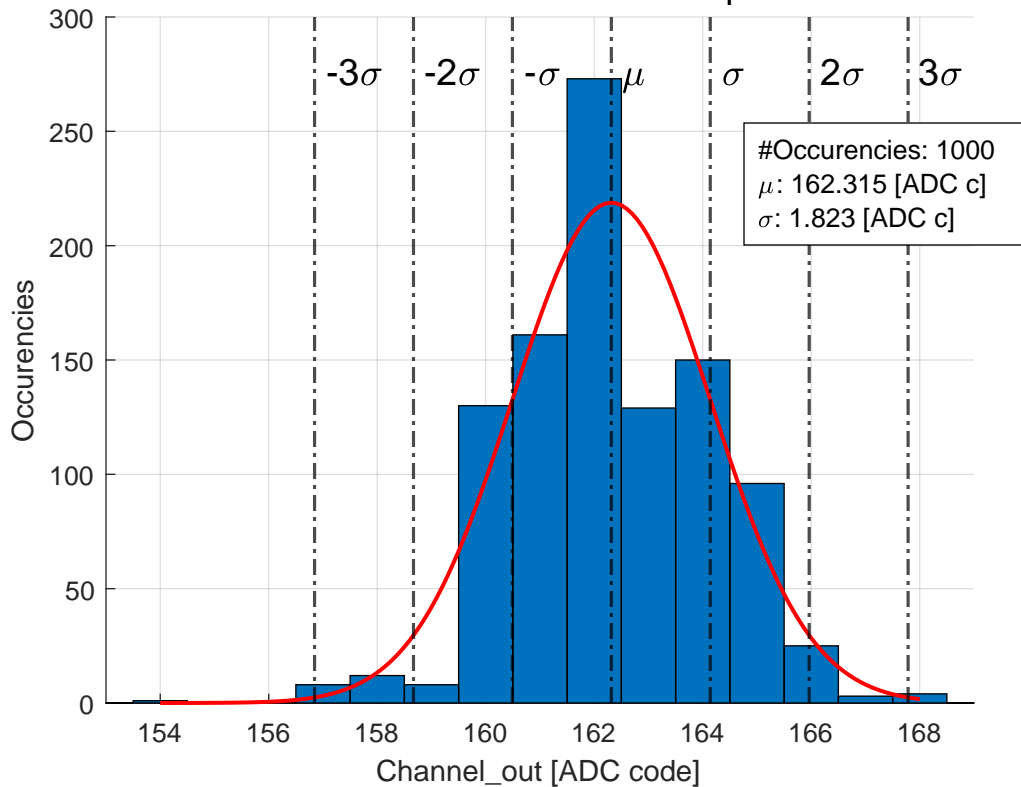 300
250
200
150
100
50
0
Occurencies
-3σ -2σ -σ μ σ 2σ 3σ
#Occurencies: 1000
μ: 162.315 [ADC c]
σ: 1.823 [ADC c]
154 156 158 160 162 164 166 168
Channel_out [ADC code]